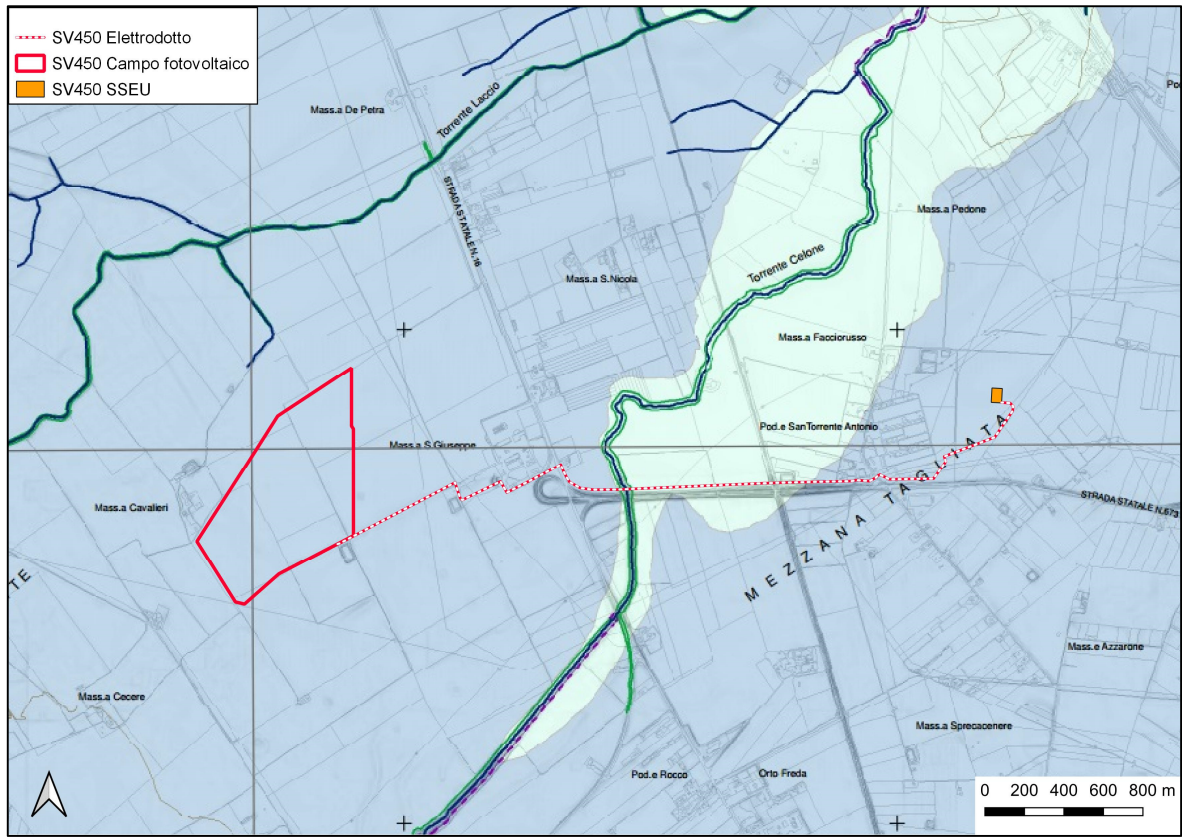 SV450 Elettrodotto
SV450 Campo fotovoltaico
SV450 SSEU
Mass.a De Petra
Torrente Laccio
STRADA STATALE N.16
Mass.a Pedone
Torrente Celone
Mass.a S.Nicola
Mass.a Facciorusso
Pod.e SanTorrente Antonio
Mass.a S.Giuseppe
Mass.a Cavalieri
STRADA STATALE N.673
MEZZANA TAGLIATA
TE
Mass.e Azzarone
Mass.a Cecere
Mass.a Sprecacenere
Pod.e Rocco
Orto Freda
0 200 400 600 800 m